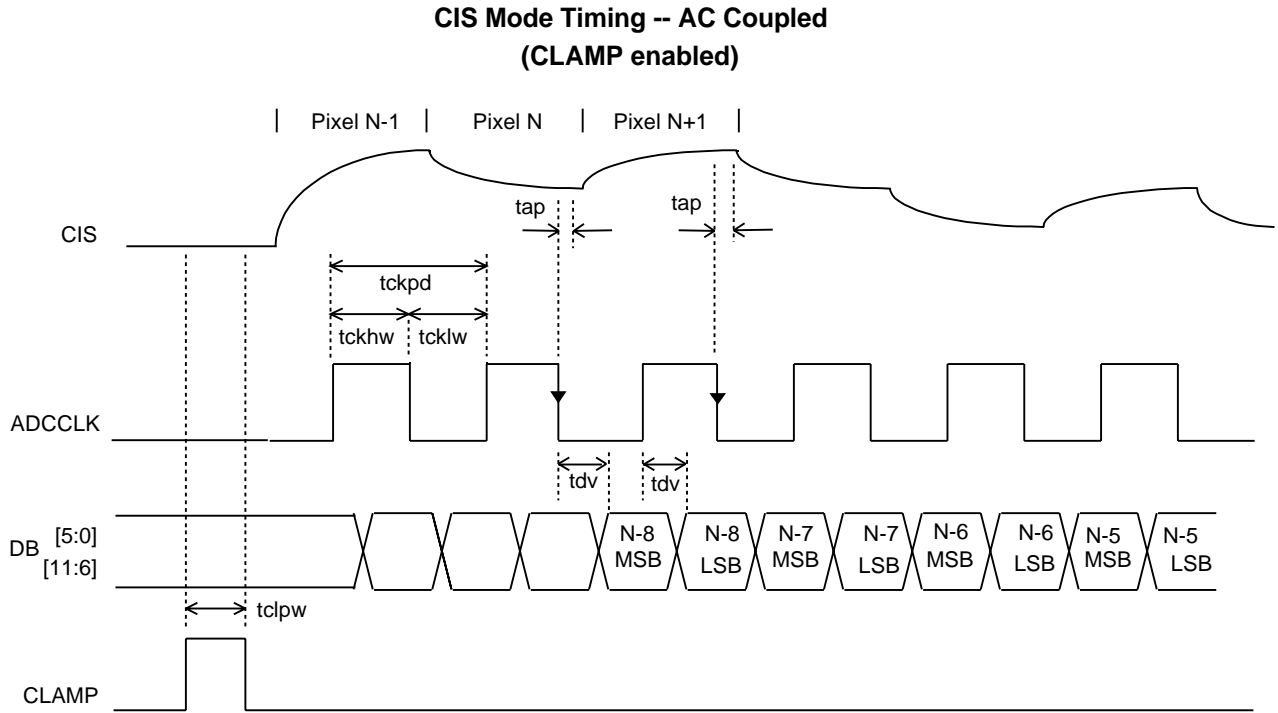 CIS Mode Timing -- AC Coupled
(CLAMP enabled)
| Pixel N-1 | Pixel N | Pixel N+1 |
tap
tap
CIS
tckpd
tckhw
tcklw
ADCCLK
tdv
tdv
DB [5:0]
[11:6]
N-8
MSB
N-8
LSB
N-7
MSB
N-7
LSB
N-6
MSB
N-6
LSB
N-5
MSB
N-5
LSB
tclpw
CLAMP